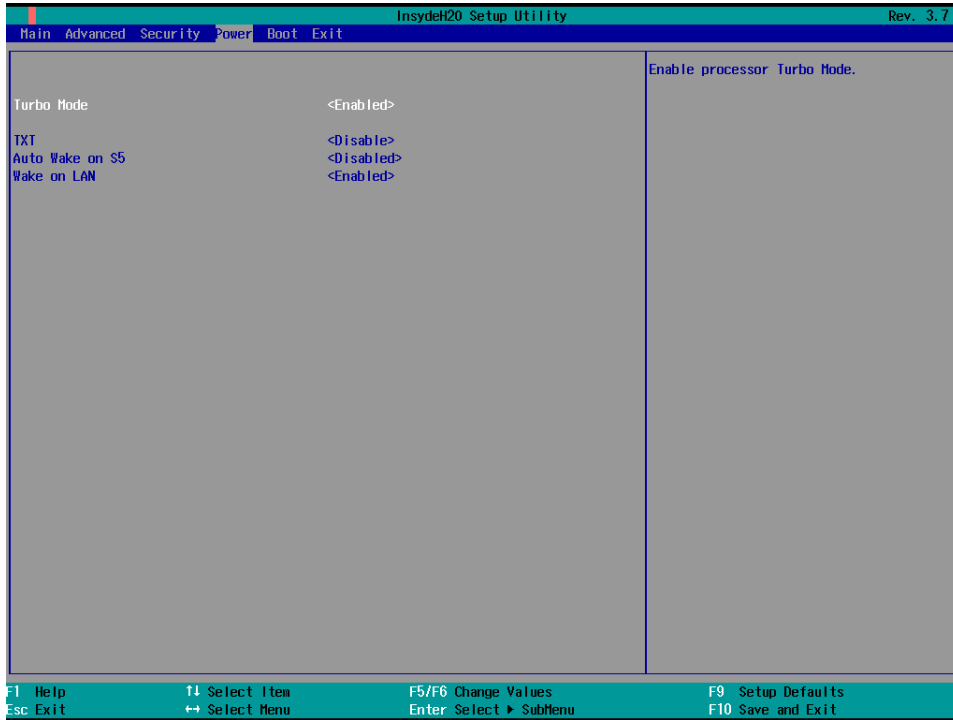 InsydeH20 Setup Utility Rev. 3.7
Main Advanced Security Power Boot Exit
Enable processor Turbo Mode.
Turbo Mode <Enabled>
TXT <Disable>
Auto Wake on S5 <Disabled>
Wake on LAN <Enabled>
F1 Help ↑↓ Select Item F5/F6 Change Values F9 Setup Defaults
Esc Exit ↔ Select Menu Enter Select ▶ SubMenu F10 Save and Exit